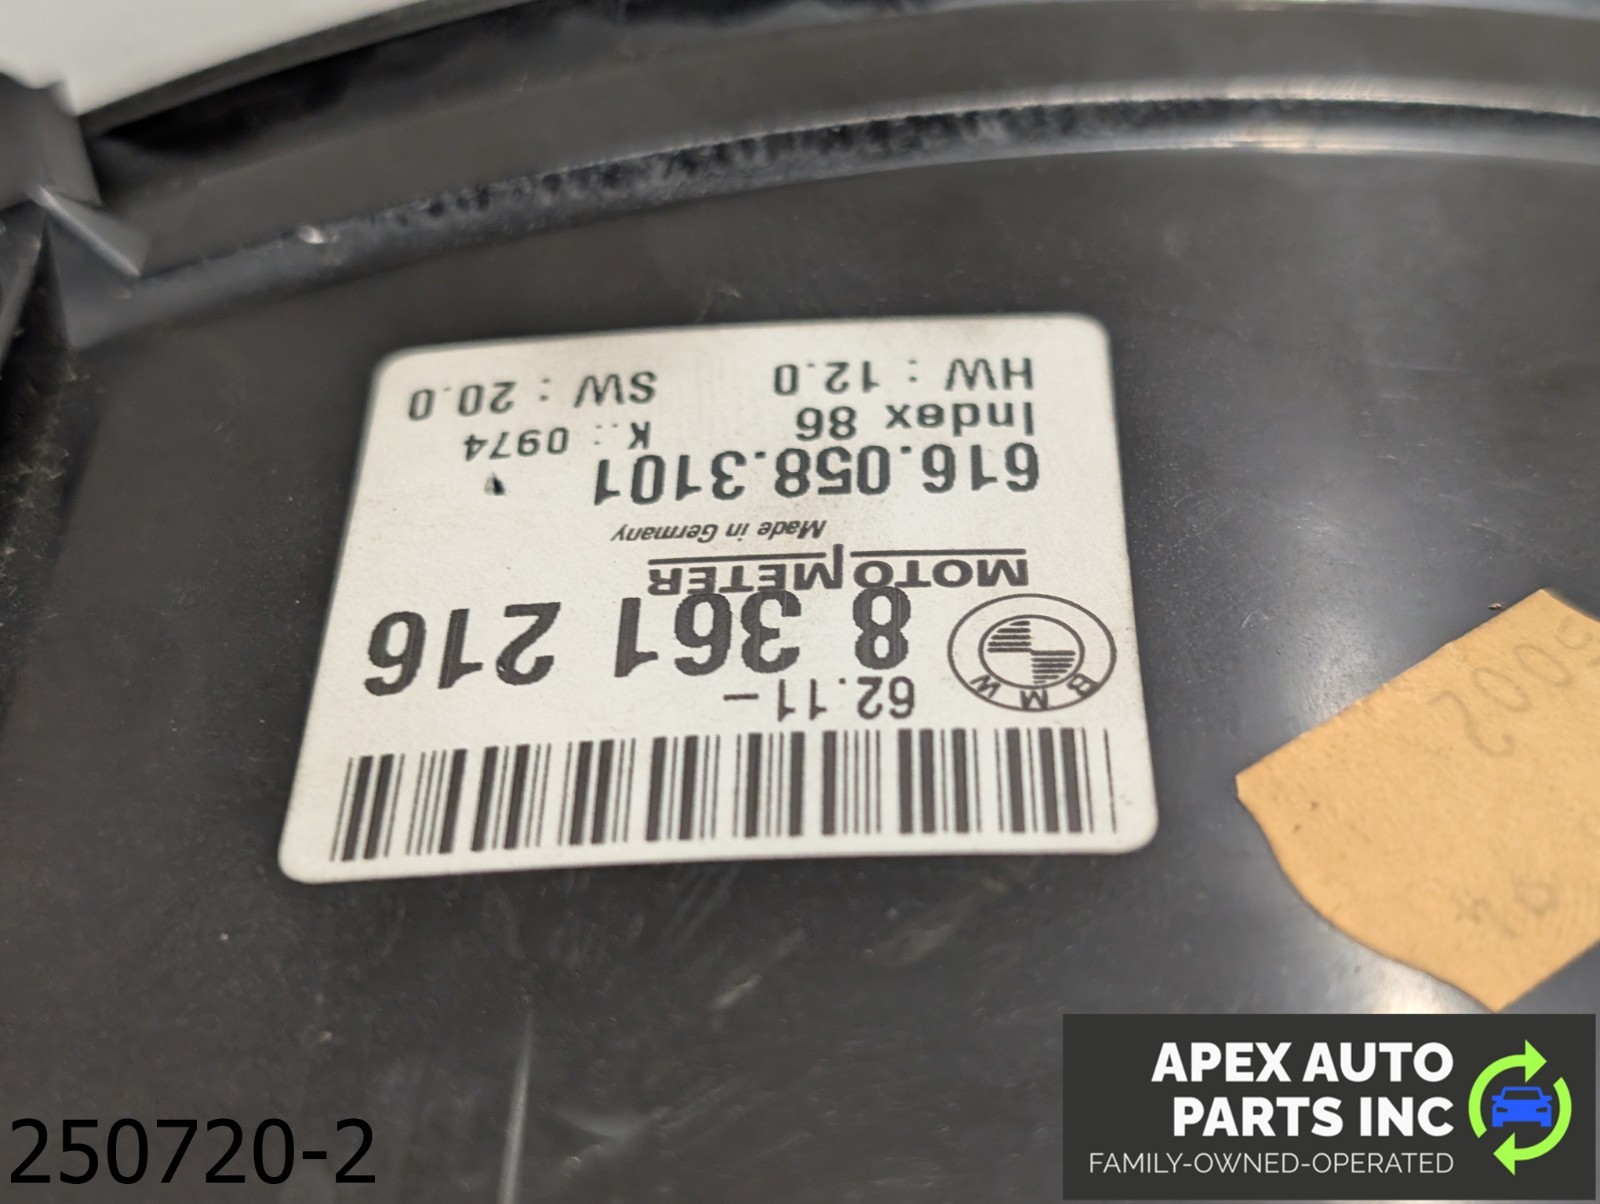 62.11-
8 361 216
BMW
MOTOMETER
Made in Germany
616.058.3101
Index 86 K.: 0974
HW : 12.0 SW : 20.0
2005
250720-2
APEX AUTO
PARTS INC
FAMILY-OWNED-OPERATED